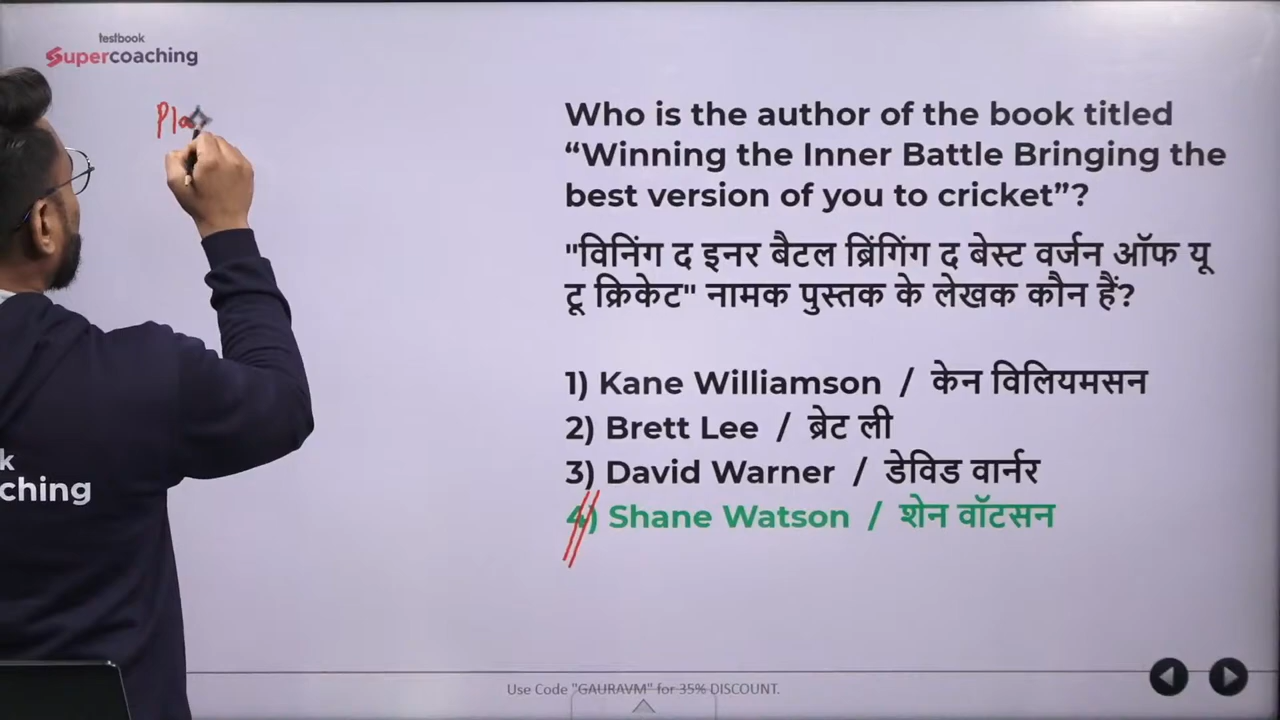 testbook
Supercoaching
Pla
Who is the author of the book titled
“Winning the Inner Battle Bringing the
best version of you to cricket”?
"विनिंग द इनर बैटल ब्रिंगिंग द बेस्ट वर्जन ऑफ यू
टू क्रिकेट" नामक पुस्तक के लेखक कौन हैं?
1) Kane Williamson / केन विलियमसन
2) Brett Lee / ब्रेट ली
3) David Warner / डेविड वार्नर
4) Shane Watson / शेन वॉटसन
k
ching
Use Code "GAURAVM" for 35% DISCOUNT.